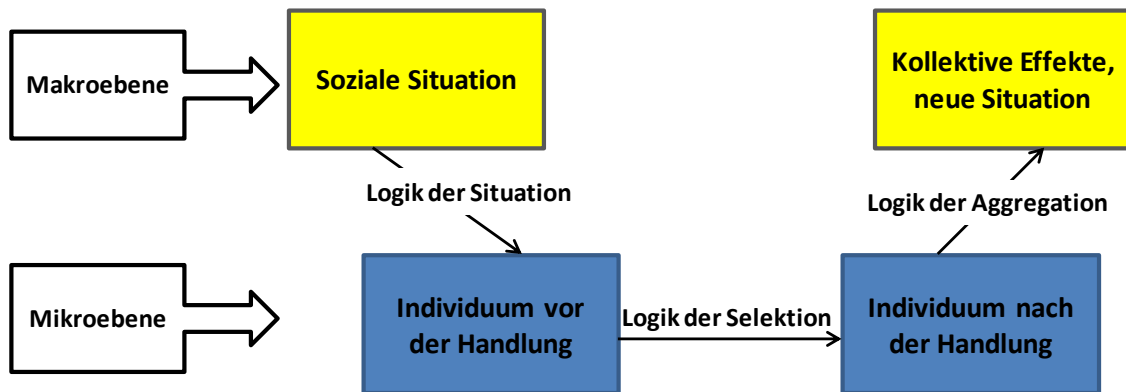 Makroebene
Soziale Situation
Kollektive Effekte,
neue Situation
Logik der Situation
Logik der Aggregation
Mikroebene
Individuum vor
der Handlung
Logik der Selektion
Individuum nach
der Handlung